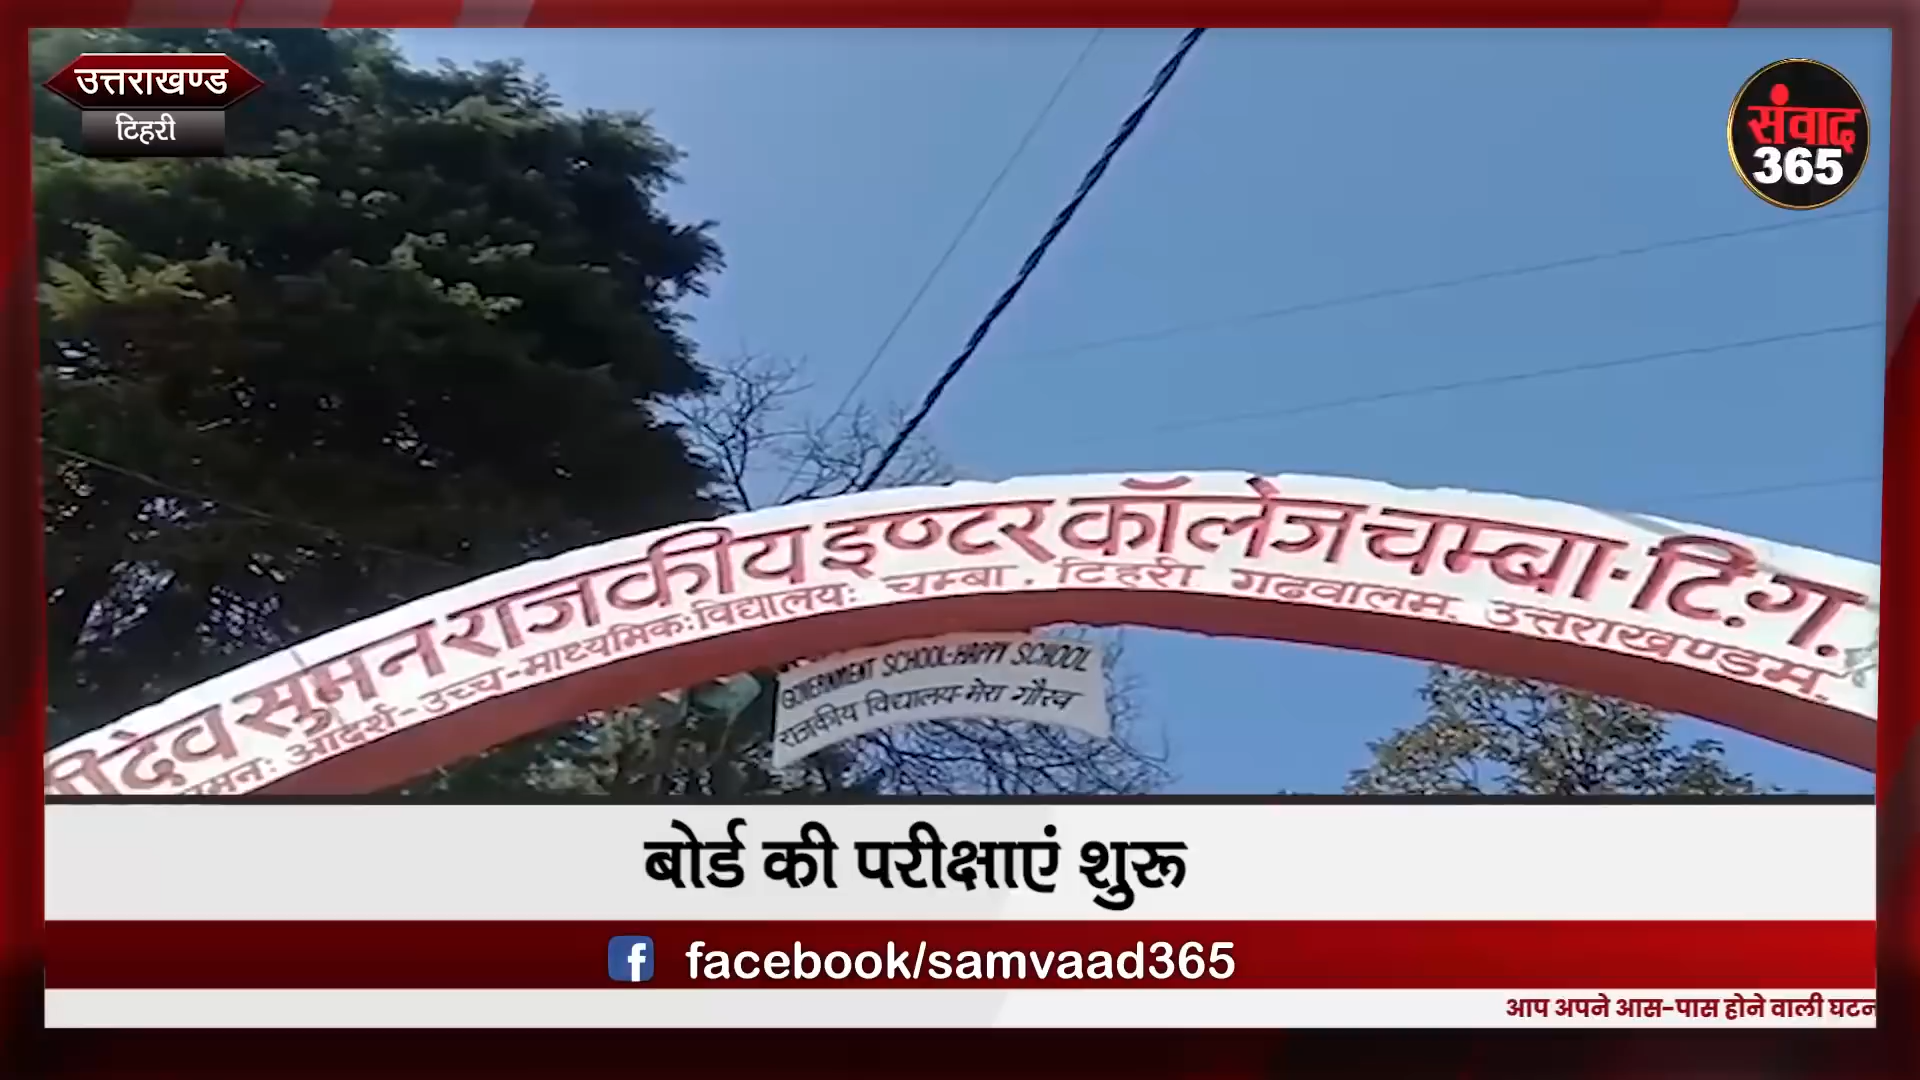 उत्तराखण्ड
टिहरी
संवाद
365
देव सुमन राजकीय इण्टर कॉलेज चम्बा. टि.ग.
आदर्श-उच्च-माध्यमिक: विद्यालय: चम्बा. टिहरी गढवालम. उत्तराखण्डम.
GOVERNMENT SCHOOL-HAPPY SCHOOL
राजकीय विद्यालय-मेरा गौरव
बोर्ड की परीक्षाएं शुरू
facebook/samvaad365
आप अपने आस-पास होने वाली घटन